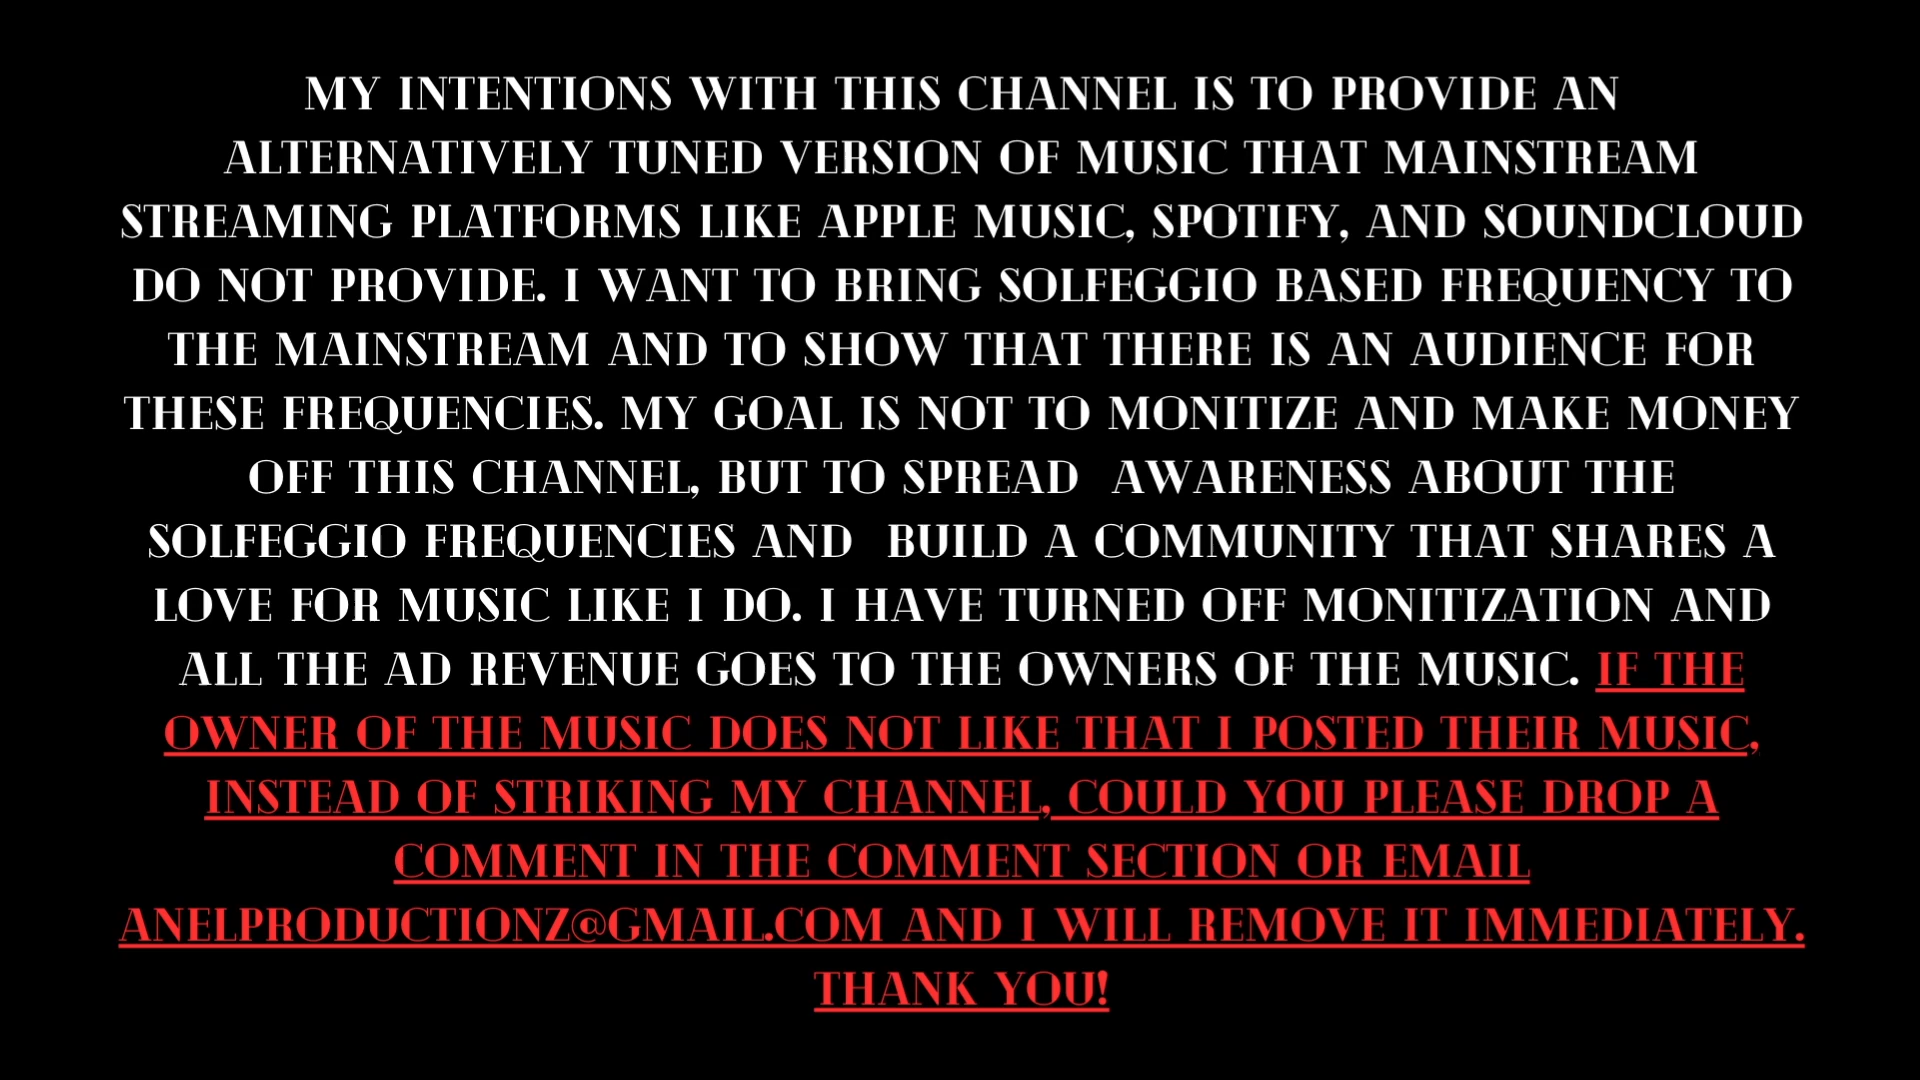 MY INTENTIONS WITH THIS CHANNEL IS TO PROVIDE AN
ALTERNATIVELY TUNED VERSION OF MUSIC THAT MAINSTREAM
STREAMING PLATFORMS LIKE APPLE MUSIC, SPOTIFY, AND SOUNDCLOUD
DO NOT PROVIDE. I WANT TO BRING SOLFEGGIO BASED FREQUENCY TO
THE MAINSTREAM AND TO SHOW THAT THERE IS AN AUDIENCE FOR
THESE FREQUENCIES. MY GOAL IS NOT TO MONITIZE AND MAKE MONEY
OFF THIS CHANNEL, BUT TO SPREAD  AWARENESS ABOUT THE
SOLFEGGIO FREQUENCIES AND  BUILD A COMMUNITY THAT SHARES A
LOVE FOR MUSIC LIKE I DO. I HAVE TURNED OFF MONITIZATION AND
ALL THE AD REVENUE GOES TO THE OWNERS OF THE MUSIC. IF THE
OWNER OF THE MUSIC DOES NOT LIKE THAT I POSTED THEIR MUSIC,
INSTEAD OF STRIKING MY CHANNEL, COULD YOU PLEASE DROP A
COMMENT IN THE COMMENT SECTION OR EMAIL
ANELPRODUCTIONZ@GMAIL.COM AND I WILL REMOVE IT IMMEDIATELY.
THANK YOU!